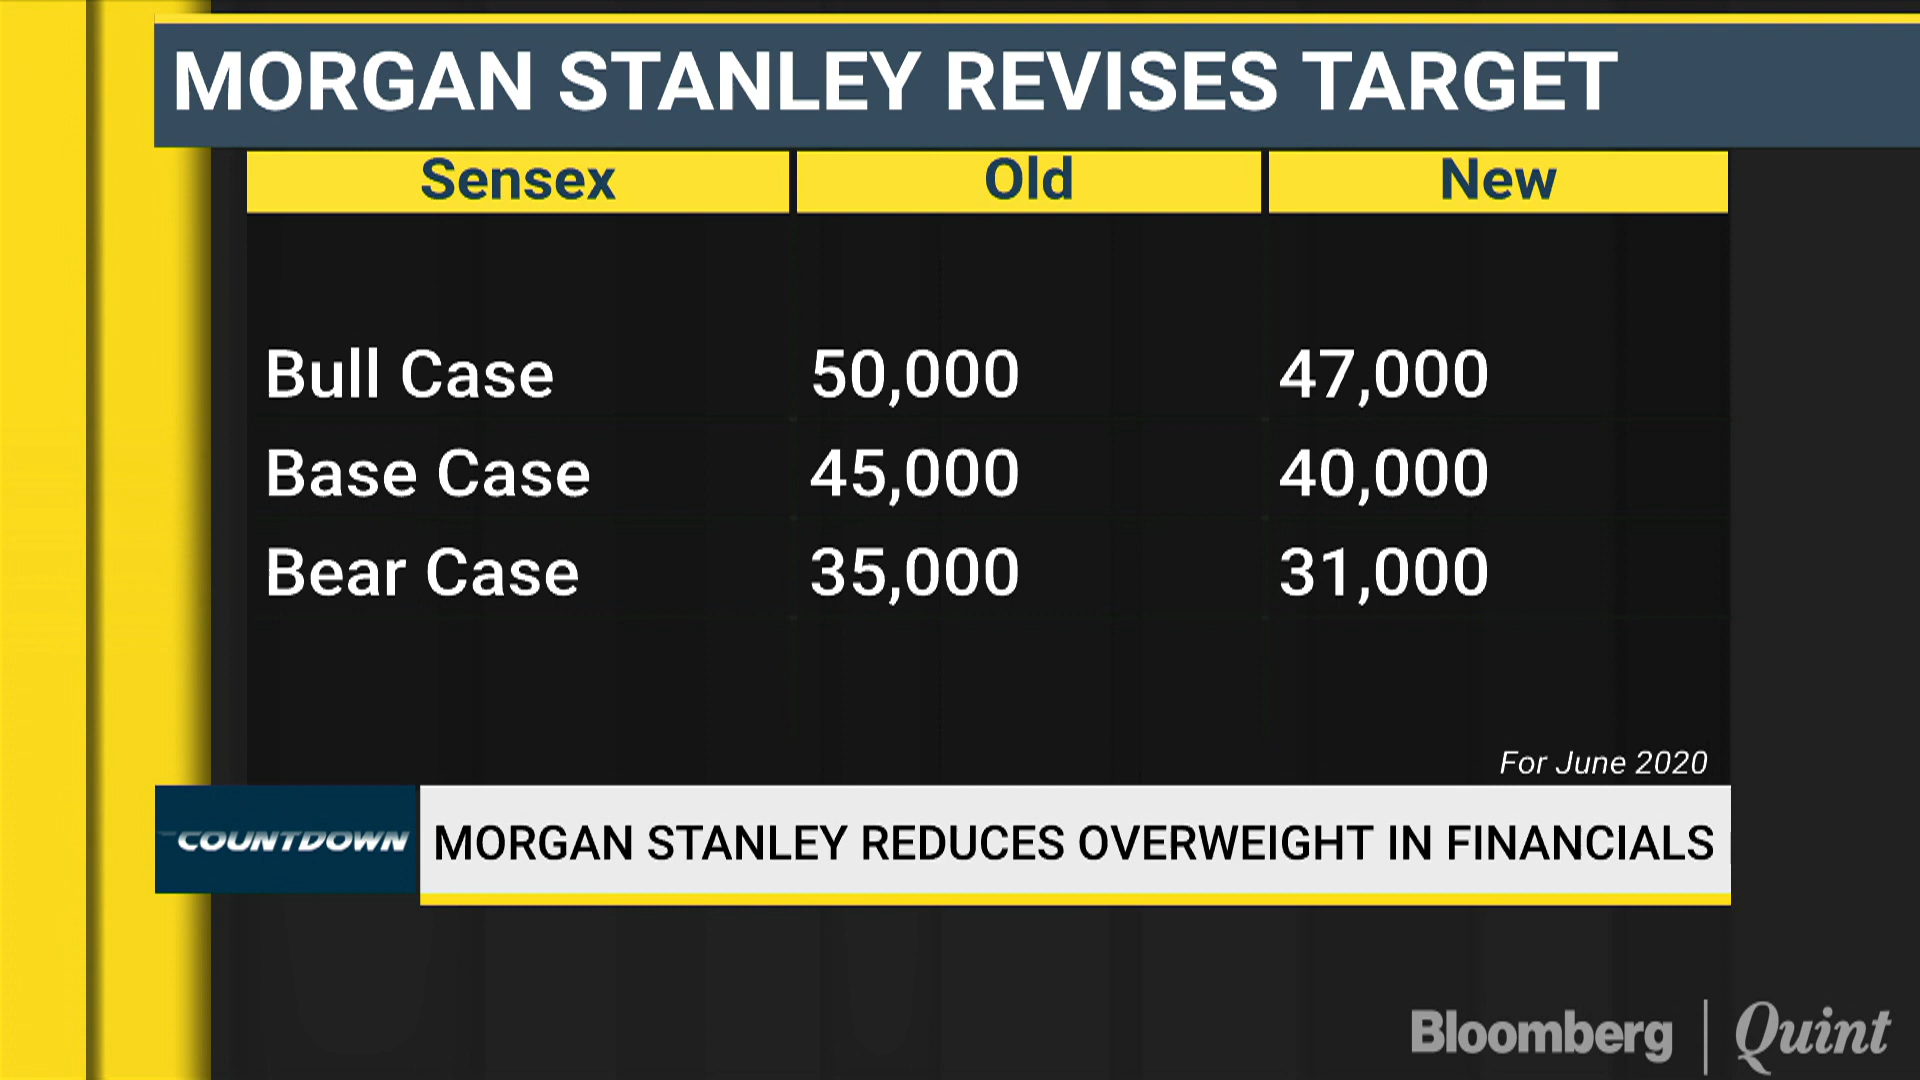 MORGAN STANLEY REVISES TARGET
Sensex Old New
Bull Case 50,000 47,000
Base Case 45,000 40,000
Bear Case 35,000 31,000
For June 2020
COUNTDOWN MORGAN STANLEY REDUCES OVERWEIGHT IN FINANCIALS
Bloomberg | Quint